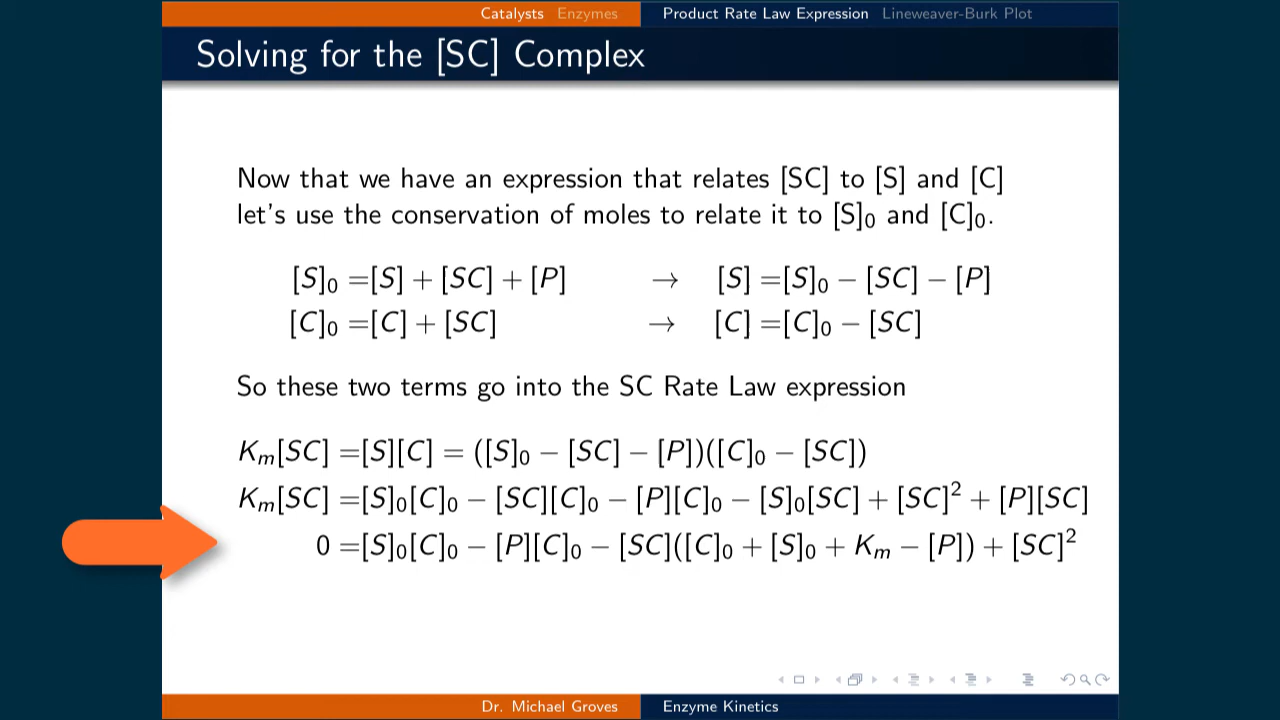 Catalysts Enzymes Product Rate Law Expression Lineweaver-Burk Plot
Solving for the [SC] Complex
Now that we have an expression that relates [SC] to [S] and [C]
let's use the conservation of moles to relate it to [S]₀ and [C]₀.
[S]₀ =[S] + [SC] + [P] → [S] =[S]₀ − [SC] − [P]
[C]₀ =[C] + [SC] → [C] =[C]₀ − [SC]
So these two terms go into the SC Rate Law expression
Kₘ[SC] =[S][C] = ([S]₀ − [SC] − [P])([C]₀ − [SC])
Kₘ[SC] =[S]₀[C]₀ − [SC][C]₀ − [P][C]₀ − [S]₀[SC] + [SC]² + [P][SC]
0 =[S]₀[C]₀ − [P][C]₀ − [SC]([C]₀ + [S]₀ + Kₘ − [P]) + [SC]²
Dr. Michael Groves Enzyme Kinetics